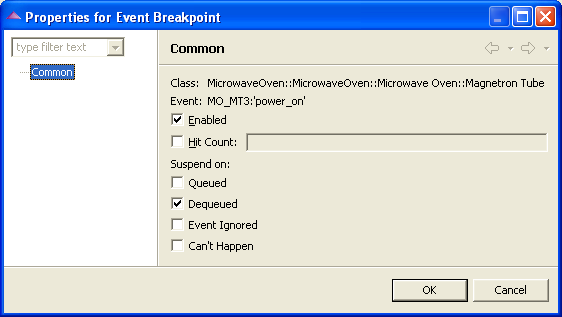 Properties for Event Breakpoint
type filter text
Common
Common
Class: MicrowaveOven::MicrowaveOven::Microwave Oven::Magnetron Tube
Event: MO_MT3:'power_on'
Enabled
Hit Count:
Suspend on:
Queued
Dequeued
Event Ignored
Can't Happen
OK
Cancel